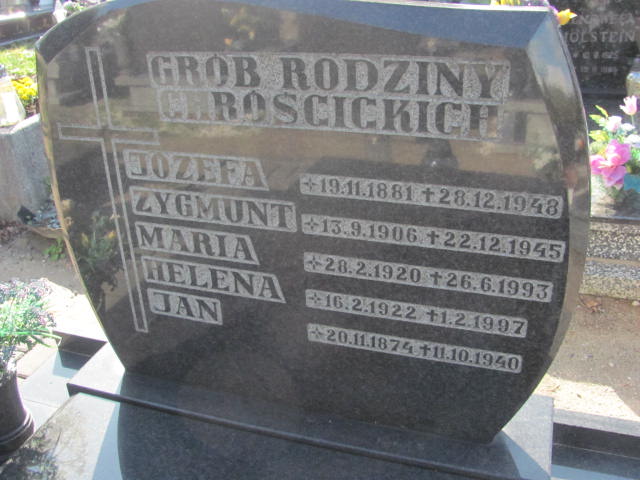 GRÓB RODZINY
CHROŚCICKICH
JÓZEFA ✶19.11.1881 ✝28.12.1948
ZYGMUNT ✶13.9.1906 ✝22.12.1945
MARIA ✶28.2.1920 ✝26.6.1993
HELENA ✶16.2.1922 ✝1.2.1997
JAN ✶20.11.1874 ✝11.10.1940
HOLSTEIN